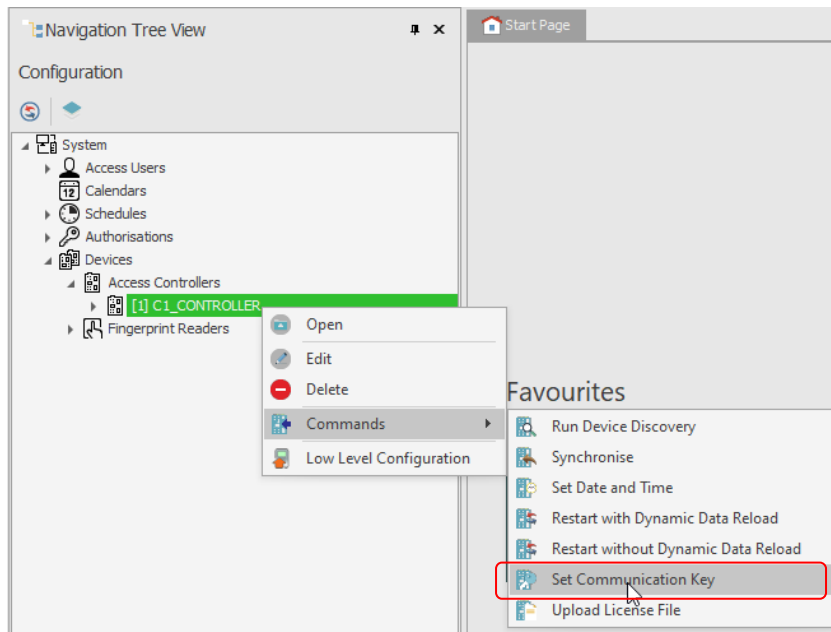 Navigation Tree View
Start Page
Configuration
System
Access Users
12 Calendars
Schedules
Authorisations
Devices
Access Controllers
[1] C1_CONTROLLER
Fingerprint Readers
Open
Edit
Delete
Commands
Low Level Configuration
Favourites
Run Device Discovery
Synchronise
Set Date and Time
Restart with Dynamic Data Reload
Restart without Dynamic Data Reload
Set Communication Key
Upload License File